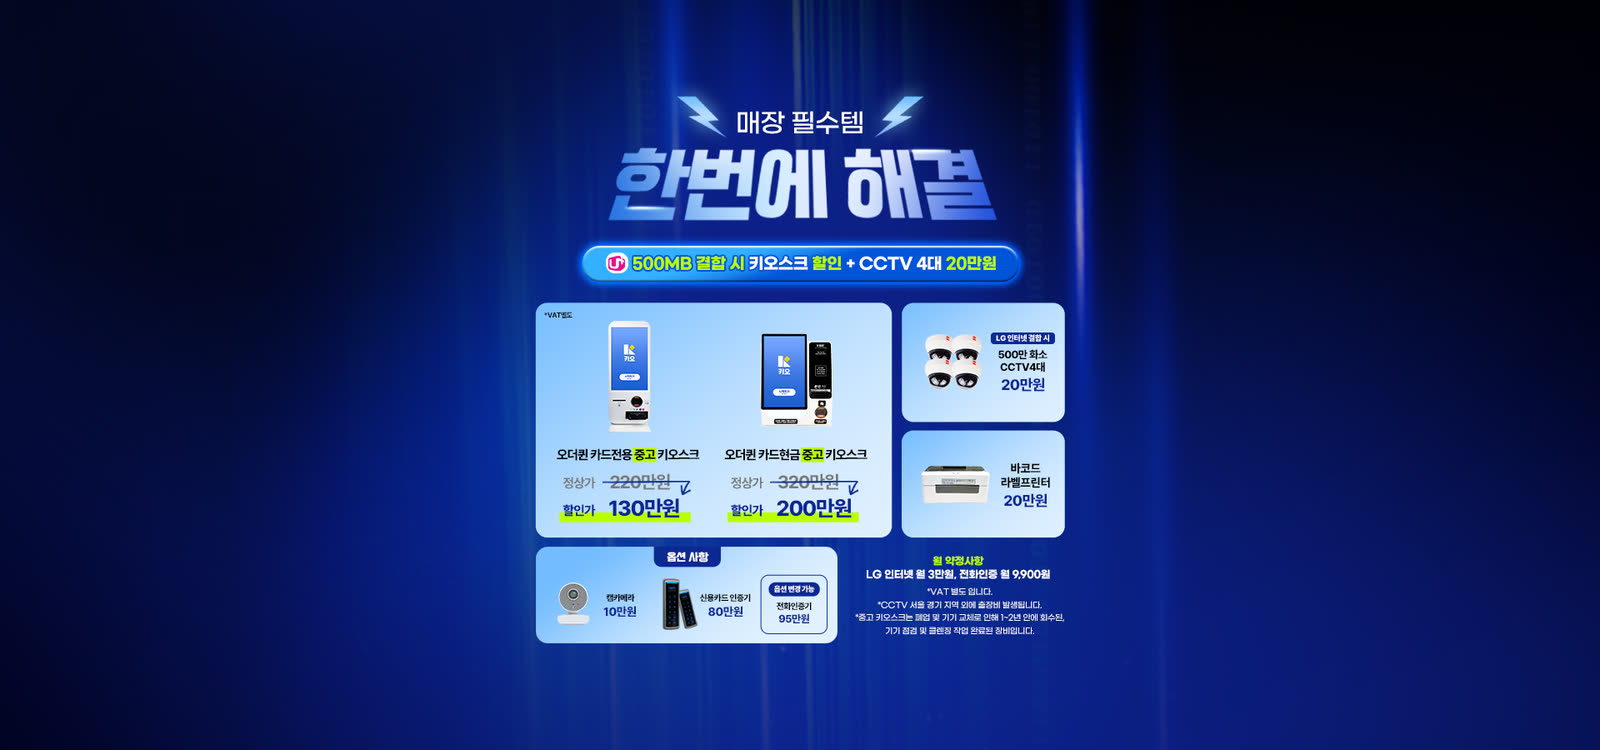 매장 필수템
한번에 해결
U+ 500MB 결합 시 키오스크 할인 + CCTV 4대 20만원
*VAT별도
키오
키오
오더퀸 카드전용 중고 키오스크
정상가 220만원
할인가 130만원
오더퀸 카드현금 중고 키오스크
정상가 320만원
할인가 200만원
LG 인터넷 결합 시
500만 화소
CCTV4대
20만원
바코드
라벨프린터
20만원
옵션 사항
캠카메라
10만원
신용카드 인증기
80만원
옵션 변경 가능
전화인증기
95만원
월 약정사항
LG 인터넷 월 3만원, 전화인증 월 9,900원
*VAT 별도 입니다.
*CCTV 서울 경기 지역 외에 출장비 발생됩니다.
*중고 키오스크는 폐업 및 기기 교체로 인해 1~2년 안에 회수된,
기기 점검 및 클렌징 작업 완료된 장비입니다.